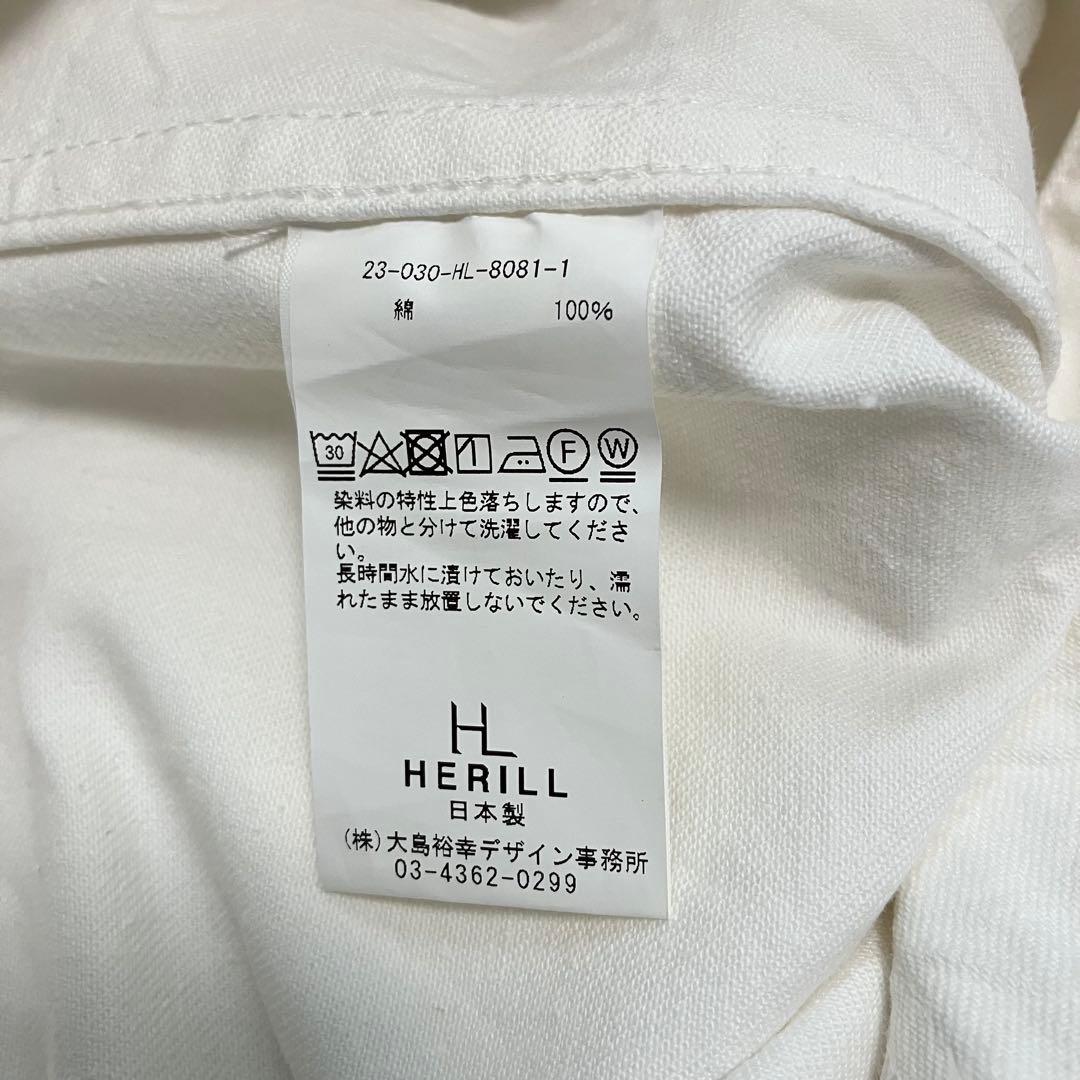 23-030-HL-8081-1
綿 100%
30 F W
染料の特性上色落ちしますので、
他の物と分けて洗濯してくださ
い。
長時間水に漬けておいたり、濡
れたまま放置しないでください。
HL
HERILL
日本製
(株)大島裕幸デザイン事務所
03-4362-0299